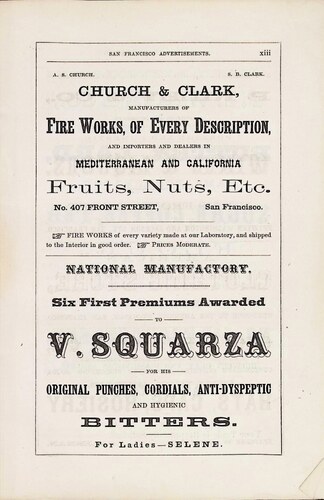 SAN FRANCISCO ADVERTISEMENTS. xiii
A. S. CHURCH. S. B. CLARK.
CHURCH & CLARK,
MANUFACTURERS OF
FIRE WORKS, OF EVERY DESCRIPTION,
AND IMPORTERS AND DEALERS IN
MEDITERRANEAN AND CALIFORNIA
Fruits, Nuts, Etc.
No. 407 FRONT STREET, San Francisco.
☞ FIRE WORKS of every variety made at our Laboratory, and shipped
to the Interior in good order. ☞ PRICES MODERATE.
NATIONAL MANUFACTORY.
Six First Premiums Awarded
— TO —
V. SQUARZA
— FOR HIS —
ORIGINAL PUNCHES, CORDIALS, ANTI-DYSPEPTIC
AND HYGIENIC
BITTERS.
For Ladies—SELENE.